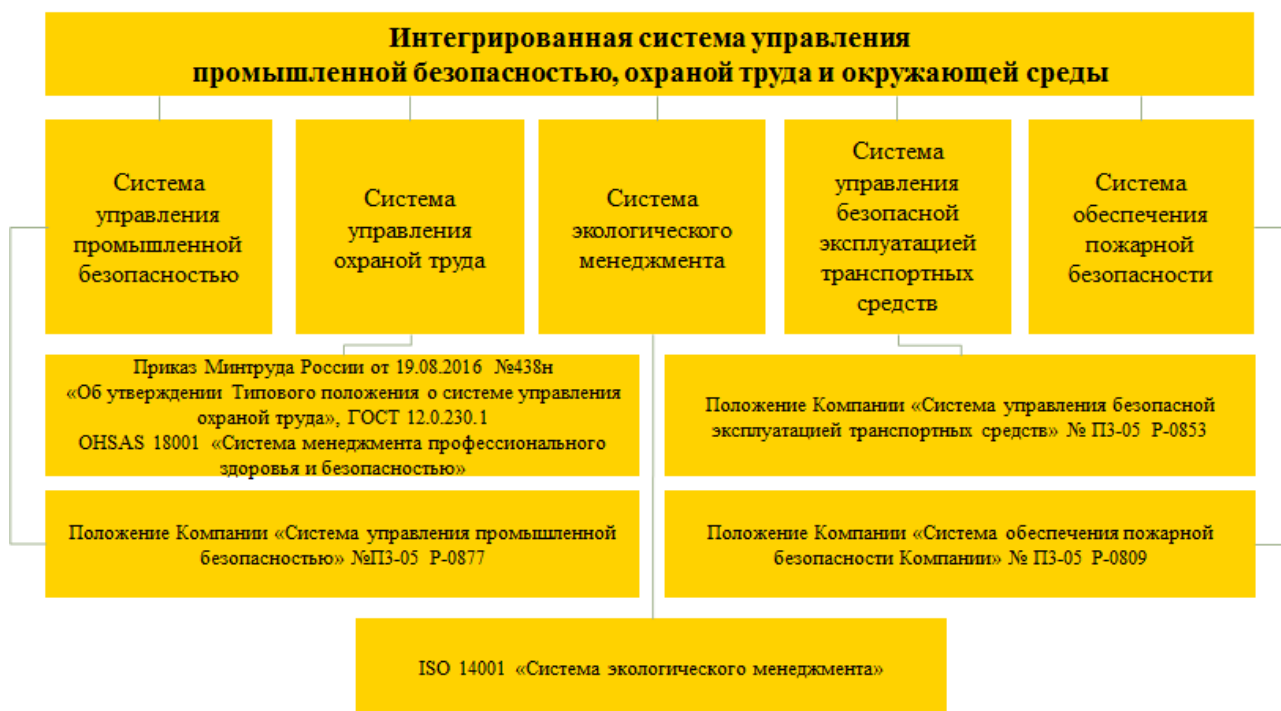 Интегрированная система управления
промышленной безопасностью, охраной труда и окружающей среды
Система
управления
промышленной
безопасностью
Система
управления
охраной труда
Система
экологического
менеджмента
Система
управления
безопасной
эксплуатацией
транспортных
средств
Система
обеспечения
пожарной
безопасности
Приказ Минтруда России от 19.08.2016 №438н
«Об утверждении Типового положения о системе управления
охраной труда», ГОСТ 12.0.230.1
OHSAS 18001 «Система менеджмента профессионального
здоровья и безопасностью»
Положение Компании «Система управления безопасной
эксплуатацией транспортных средств» № П3-05 Р-0853
Положение Компании «Система управления промышленной
безопасностью» №П3-05 Р-0877
Положение Компании «Система обеспечения пожарной
безопасности Компании» № П3-05 Р-0809
ISO 14001 «Система экологического менеджмента»